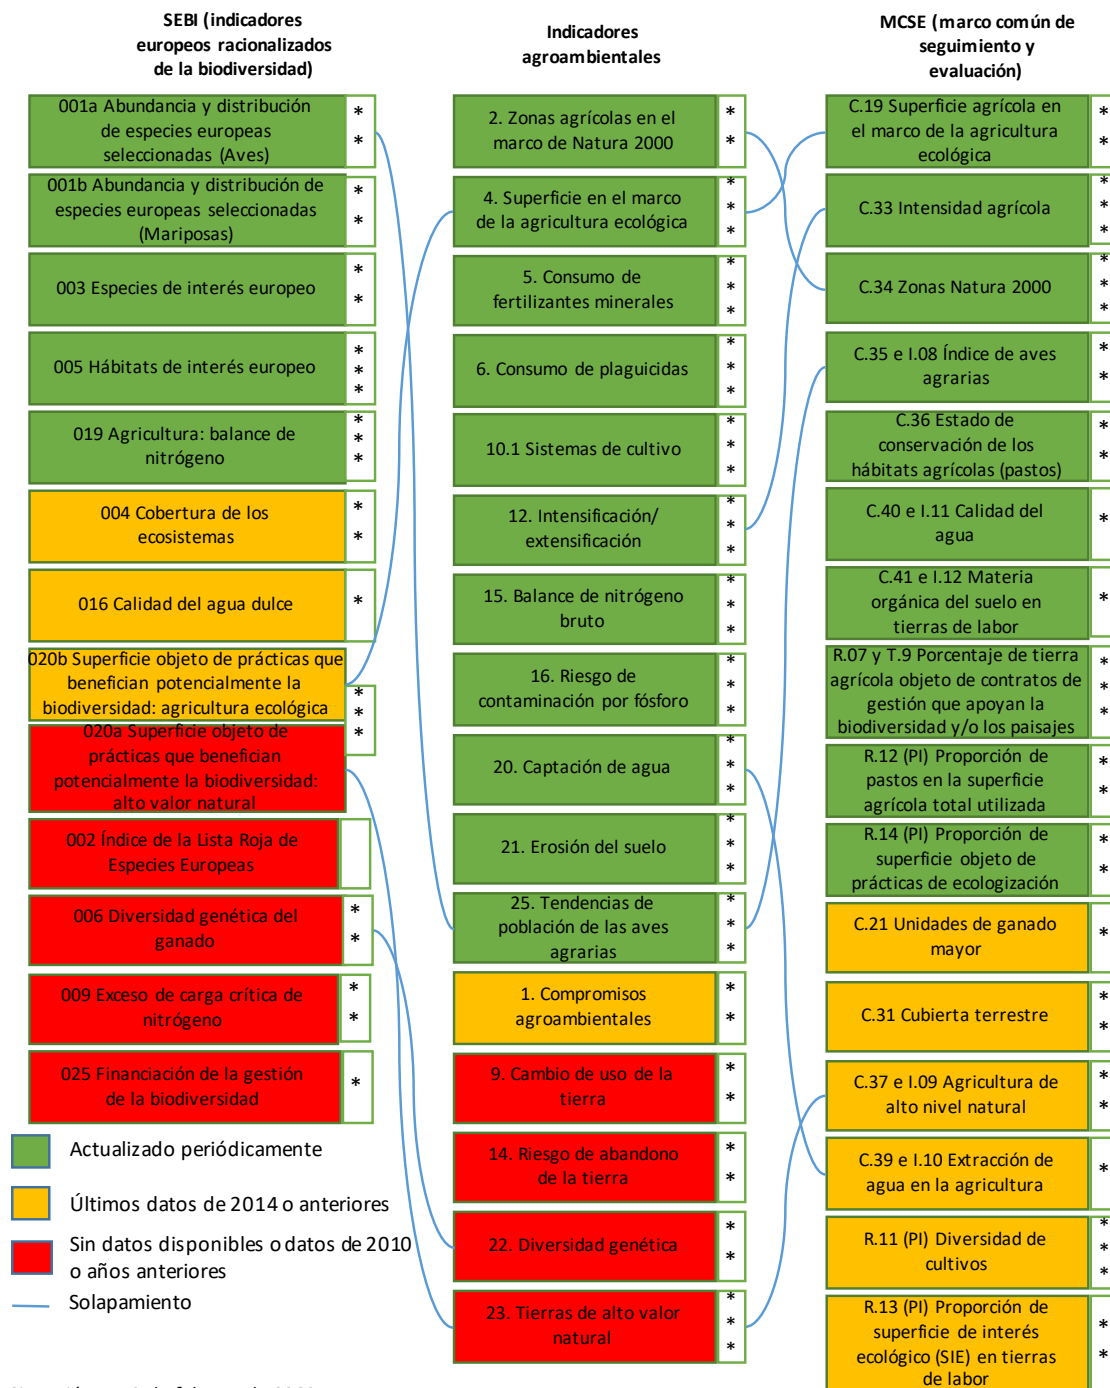 SEBI (indicadores
europeos racionalizados
de la biodiversidad)
001a Abundancia y distribución
de especies europeas
seleccionadas (Aves)
*
*
001b Abundancia y distribución de
especies europeas seleccionadas
(Mariposas)
*
*
003 Especies de interés europeo
*
*
005 Hábitats de interés europeo
*
*
*
019 Agricultura: balance de
nitrógeno
*
*
*
004 Cobertura de los
ecosistemas
*
*
016 Calidad del agua dulce
*
020b Superficie objeto de prácticas que
benefician potencialmente la
biodiversidad: agricultura ecológica
*
*
*
020a Superficie objeto de
prácticas que benefician
potencialmente la biodiversidad:
alto valor natural
002 Índice de la Lista Roja de
Especies Europeas
006 Diversidad genética del
ganado
*
*
009 Exceso de carga crítica de
nitrógeno
*
*
025 Financiación de la gestión
de la biodiversidad
*
Actualizado periódicamente
Últimos datos de 2014 o anteriores
Sin datos disponibles o datos de 2010
o años anteriores
Solapamiento
Indicadores
agroambientales
2. Zonas agrícolas en el
marco de Natura 2000
*
*
4. Superficie en el marco
de la agricultura ecológica
*
*
*
5. Consumo de
fertilizantes minerales
*
*
*
6. Consumo de plaguicidas
*
*
*
10.1 Sistemas de cultivo
*
*
*
12. Intensificación/
extensificación
*
*
*
15. Balance de nitrógeno
bruto
*
*
*
16. Riesgo de
contaminación por fósforo
*
*
*
20. Captación de agua
*
*
*
21. Erosión del suelo
*
*
*
25. Tendencias de
población de las aves
agrarias
*
*
*
1. Compromisos
agroambientales
*
*
9. Cambio de uso de la
tierra
*
*
14. Riesgo de abandono
de la tierra
*
*
22. Diversidad genética
*
*
23. Tierras de alto valor
natural
*
*
*
MCSE (marco común de
seguimiento y
evaluación)
C.19 Superficie agrícola en
el marco de la agricultura
ecológica
*
*
C.33 Intensidad agrícola
*
*
*
C.34 Zonas Natura 2000
*
*
*
C.35 e I.08 Índice de aves
agrarias
*
*
C.36 Estado de
conservación de los
hábitats agrícolas (pastos)
*
*
C.40 e I.11 Calidad del
agua
*
C.41 e I.12 Materia
orgánica del suelo en
tierras de labor
*
R.07 y T.9 Porcentaje de tierra
agrícola objeto de contratos de
gestión que apoyan la
biodiversidad y/o los paisajes
*
*
*
R.12 (PI) Proporción de
pastos en la superficie
agrícola total utilizada
*
*
R.14 (PI) Proporción de
superficie objeto de
prácticas de ecologización
*
*
C.21 Unidades de ganado
mayor
*
C.31 Cubierta terrestre
*
*
C.37 e I.09 Agricultura de
alto nivel natural
*
*
C.39 e I.10 Extracción de
agua en la agricultura
*
R.11 (PI) Diversidad de
cultivos
*
*
*
R.13 (PI) Proporción de
superficie de interés
ecológico (SIE) en tierras
de labor
*
*